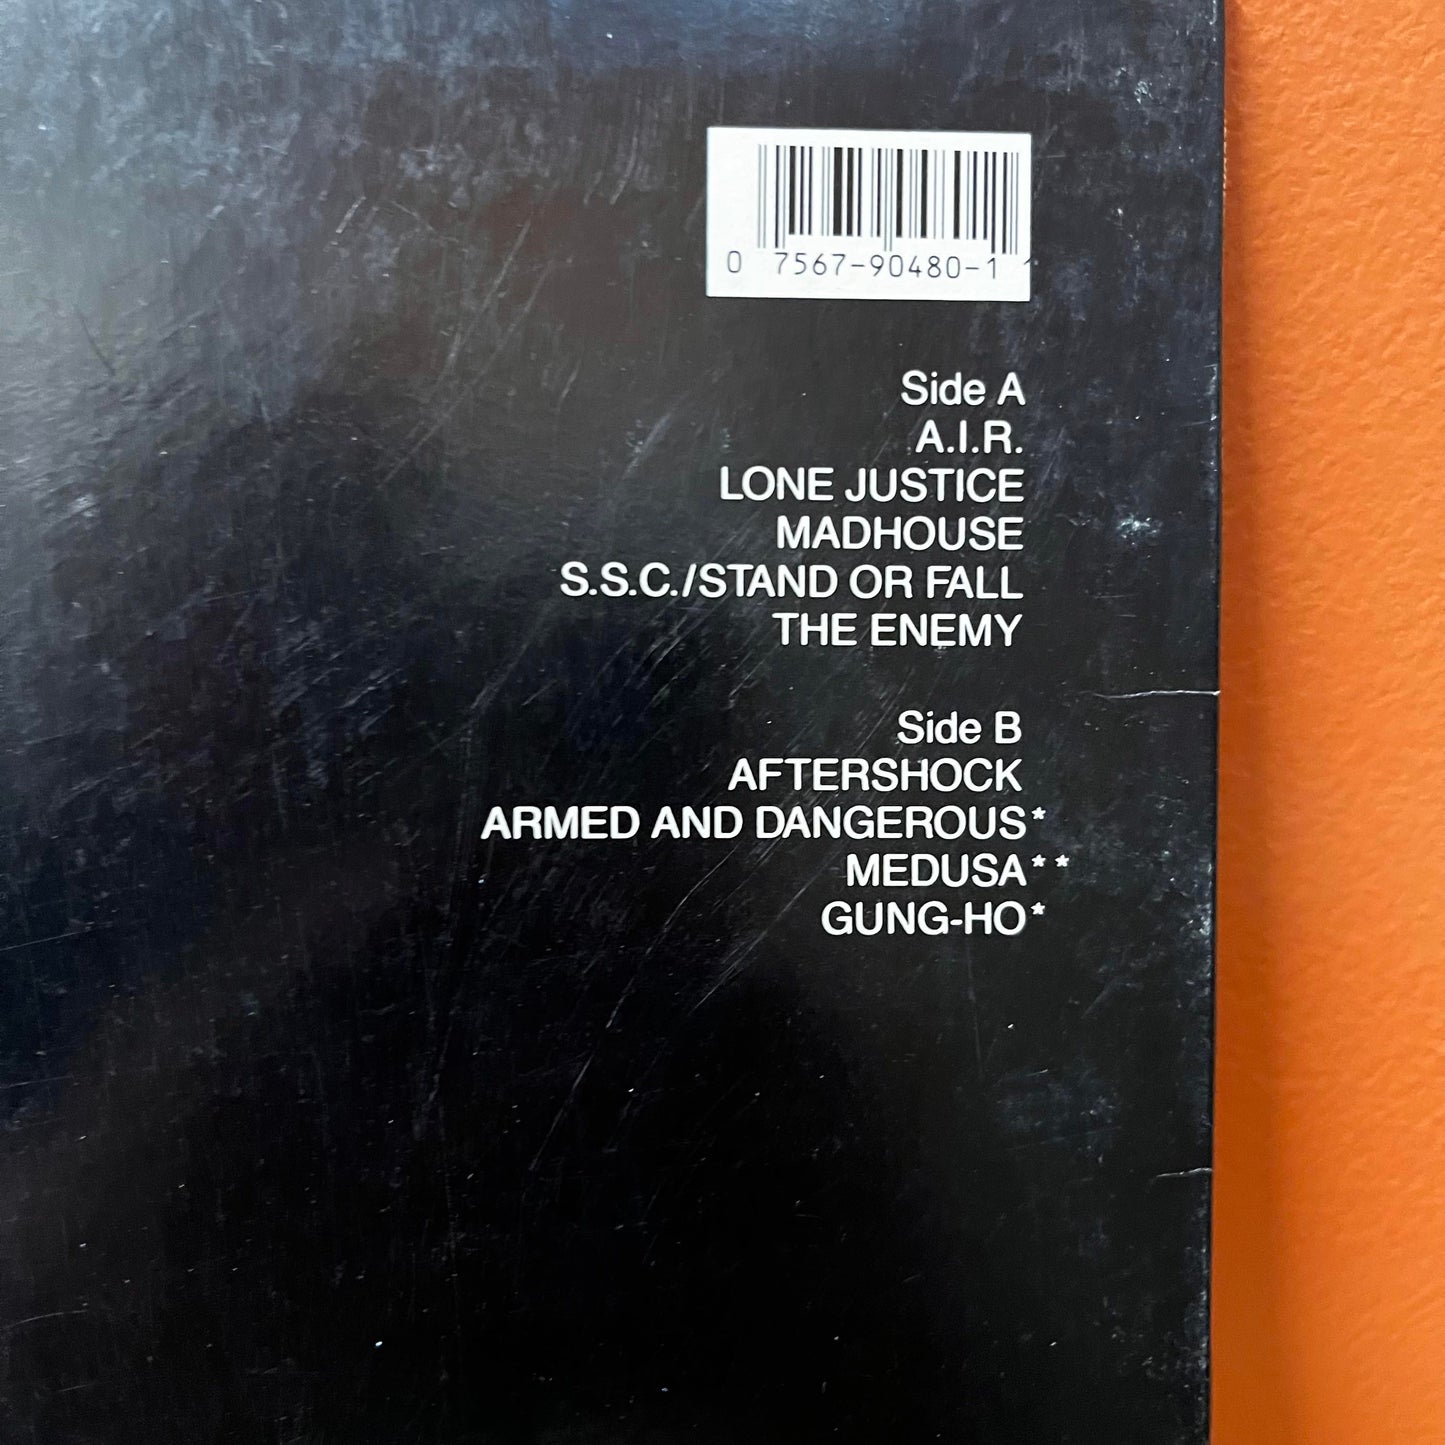 0 7567-90480-1 1
Side A
A.I.R.
LONE JUSTICE
MADHOUSE
S.S.C./STAND OR FALL
THE ENEMY
Side B
AFTERSHOCK
ARMED AND DANGEROUS*
MEDUSA**
GUNG-HO*